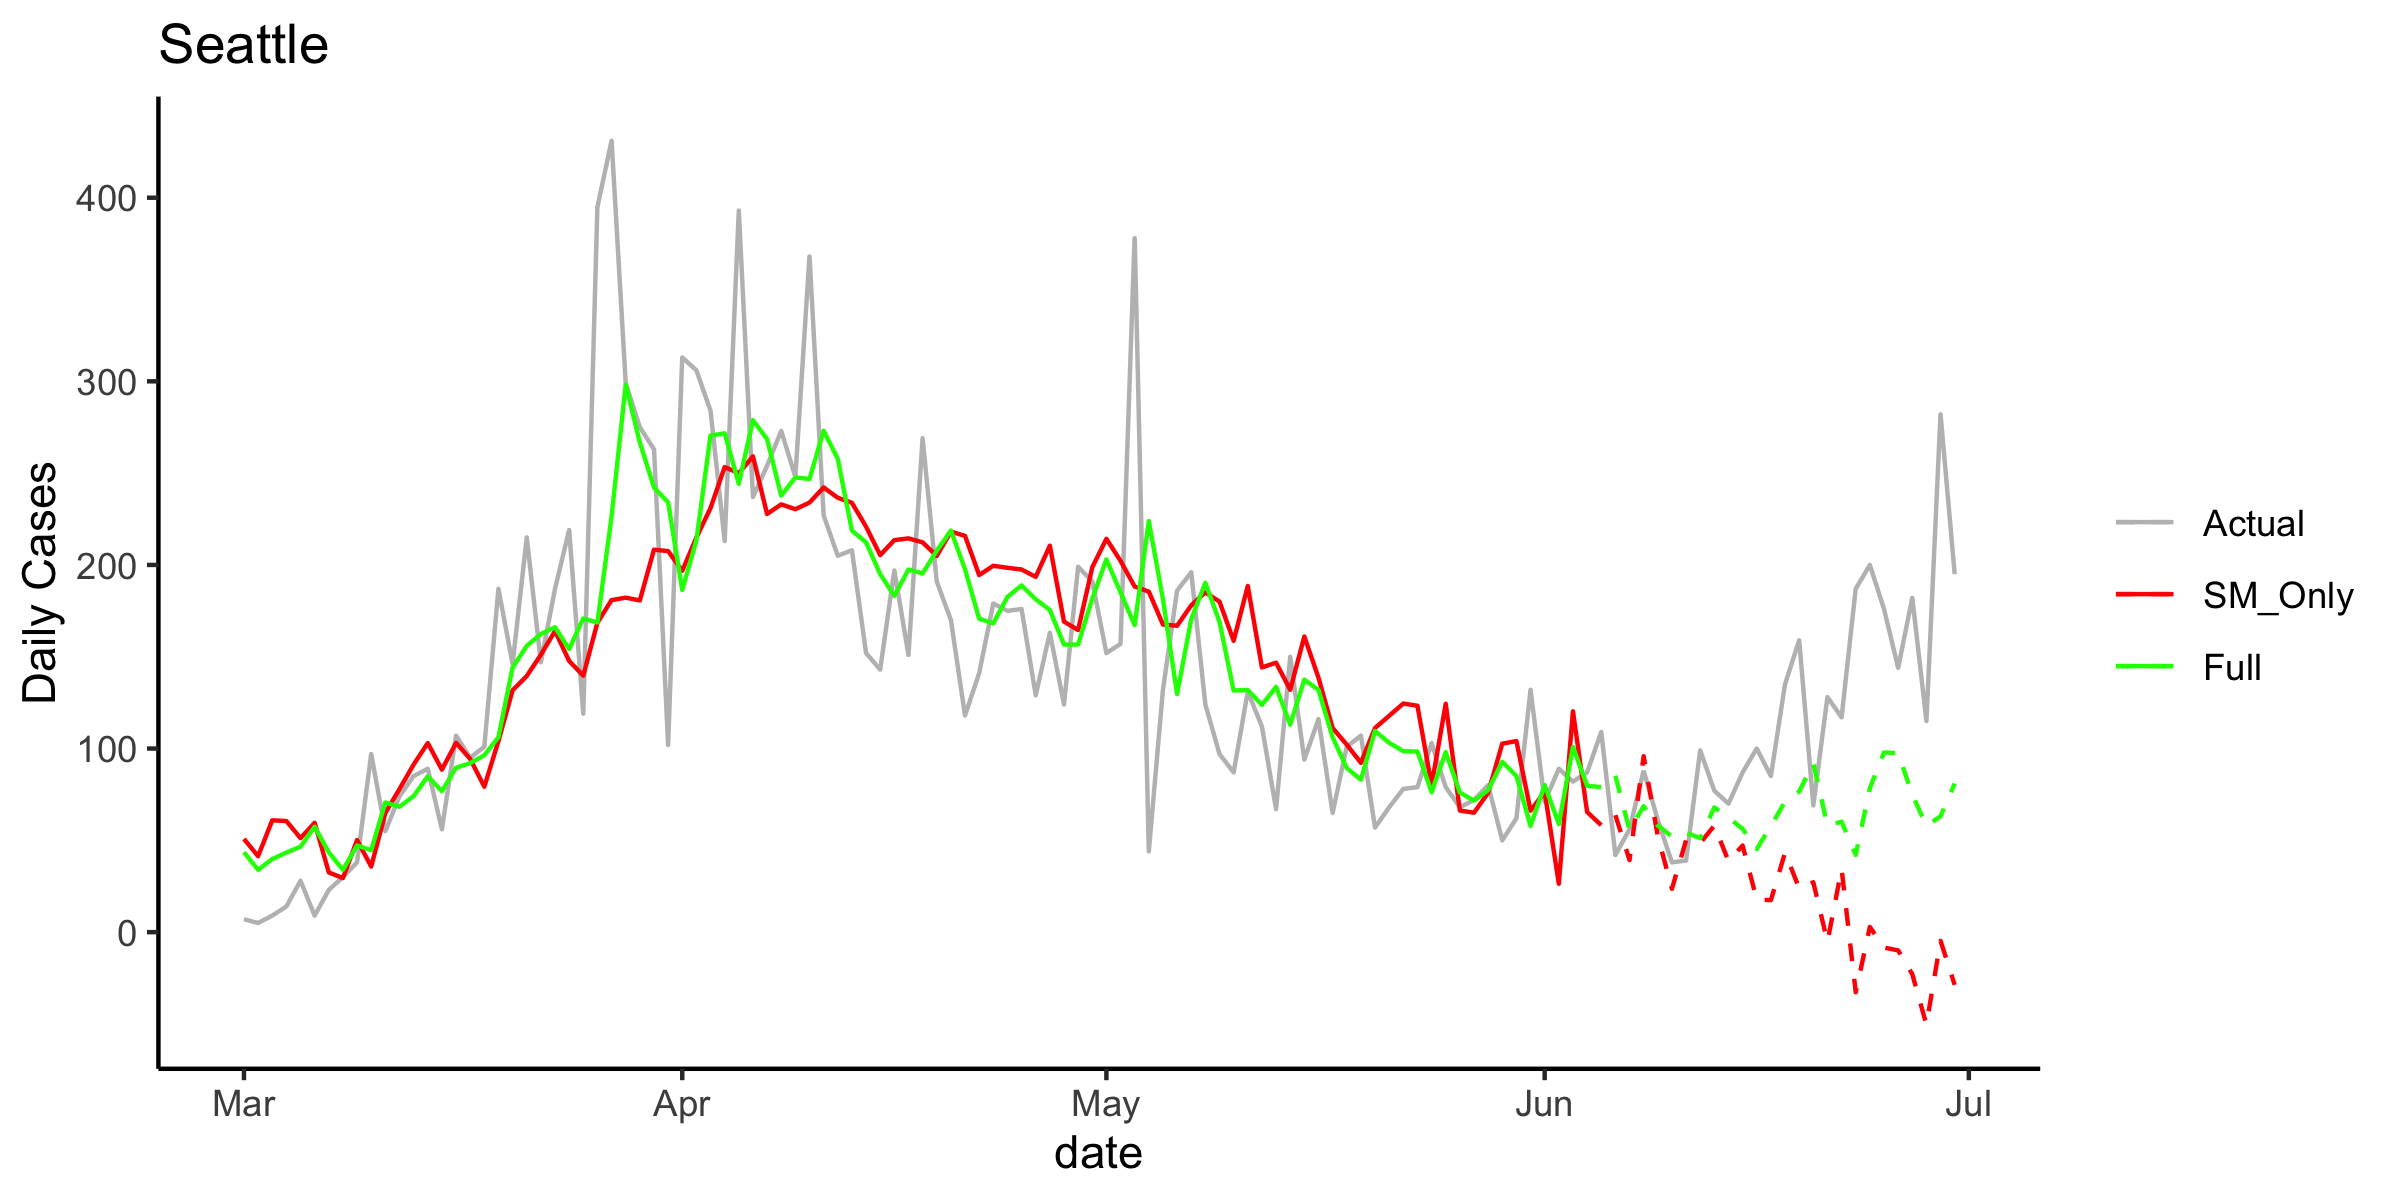 Seattle
Daily Cases
400
300
200
100
0
Mar Apr May Jun Jul
date
Actual
SM_Only
Full